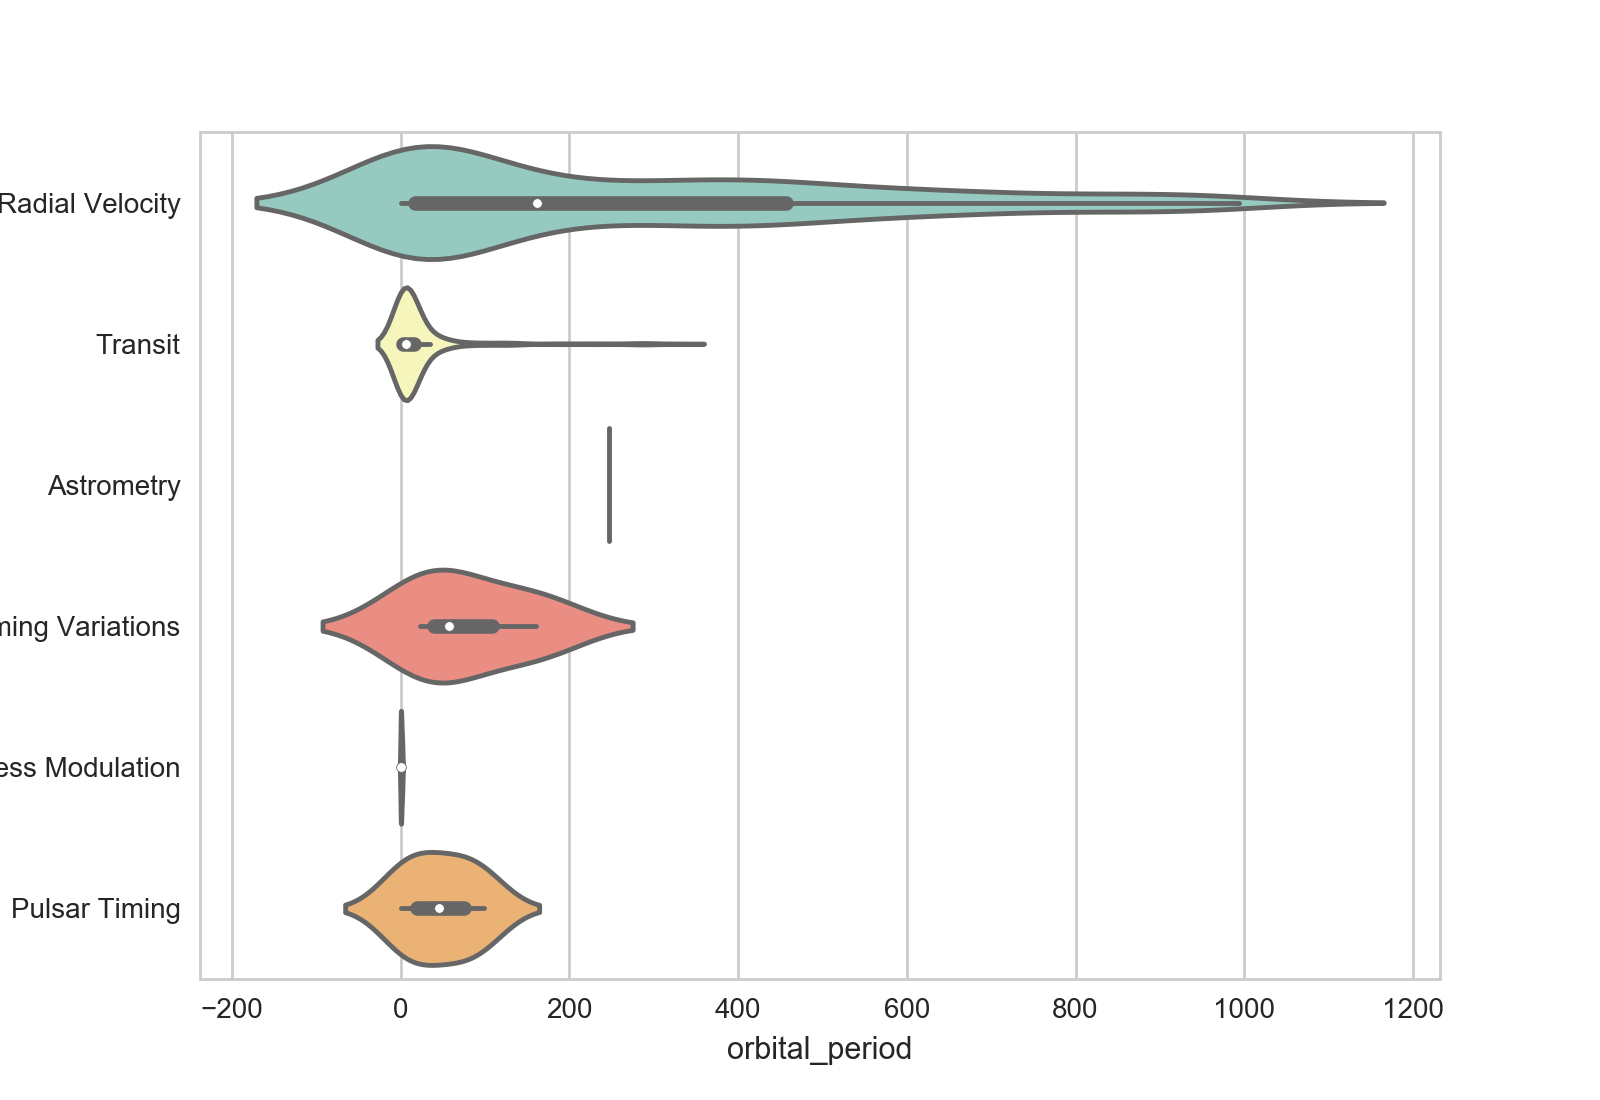 Radial Velocity
Transit
Astrometry
ming Variations
ess Modulation
Pulsar Timing
−200 0 200 400 600 800 1000 1200
orbital_period